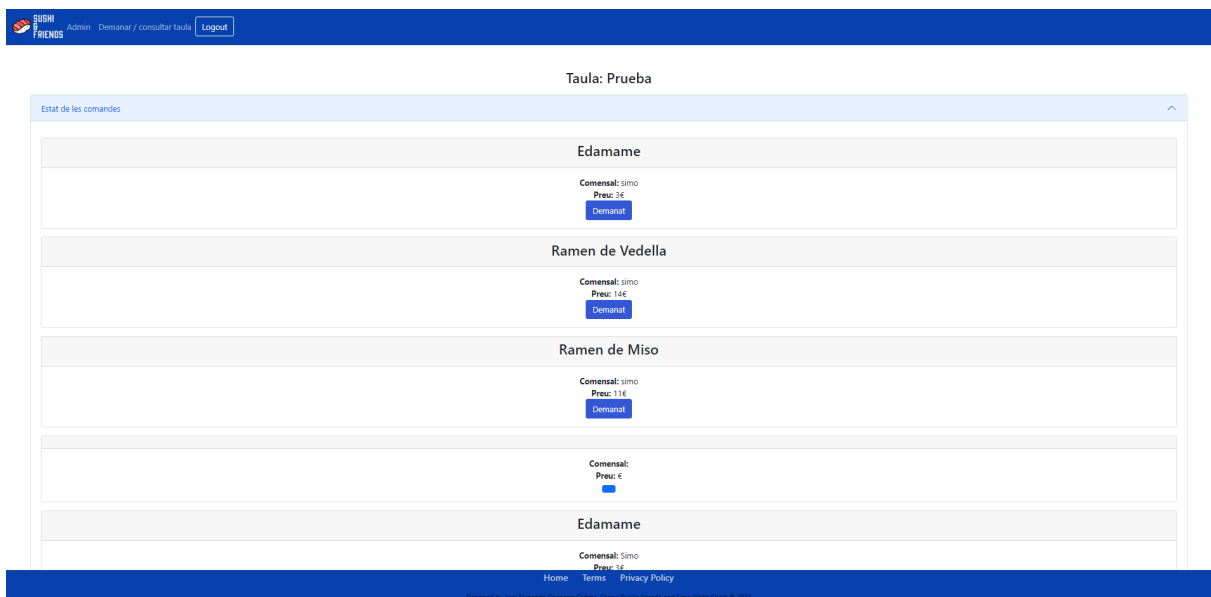 SUSHI
&
FRIENDS
Admin Demanar / consultar taula Logout
Taula: Prueba
Estat de les comandes
Edamame
Comensal: simo
Preu: 3€
Demanat
Ramen de Vedella
Comensal: simo
Preu: 14€
Demanat
Ramen de Miso
Comensal: simo
Preu: 11€
Demanat
Comensal:
Preu: €
Edamame
Comensal: Simo
Preu: 3€
Home Terms Privacy Policy